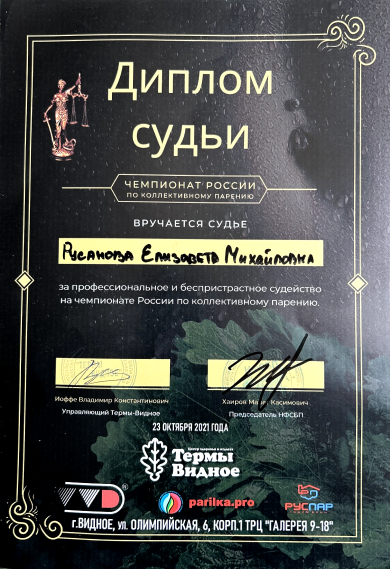 Диплом
судьи
ЧЕМПИОНАТ РОССИИ
ПО КОЛЛЕКТИВНОМУ ПАРЕНИЮ
ВРУЧАЕТСЯ СУДЬЕ
Русанова Елизавета Михайловна
за профессиональное и беспристрастное судейство
на чемпионате России по коллективному парению.
Иоффе Владимир Константинович
Управляющий Термы-Видное
Хаиров Касимович
Председатель НФСБП
23 ОКТЯБРЯ 2021 ГОДА
Термы
Видное
VVD
parilka.pro
РУСПАР
г.ВИДНОЕ, ул. ОЛИМПИЙСКАЯ, 6, КОРП.1 ТРЦ "ГАЛЕРЕЯ 9-18"